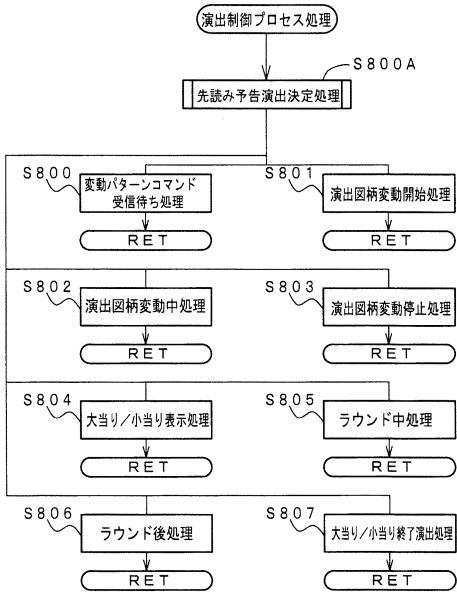 演出制御プロセス処理
S800A
先読み予告演出決定処理
S800
変動パターンコマンド
受信待ち処理
RET
S801
演出図柄変動開始処理
RET
S802
演出図柄変動中処理
RET
S803
演出図柄変動停止処理
RET
S804
大当り/小当り表示処理
RET
S805
ラウンド中処理
RET
S806
ラウンド後処理
RET
S807
大当り/小当り終了演出処理
RET